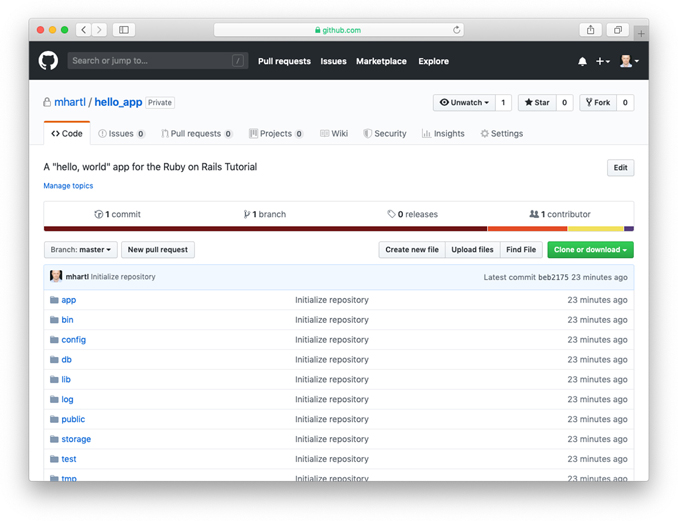 github.com
Search or jump to... /
Pull requests Issues Marketplace Explore
mhartl / hello_app Private
Unwatch 1 Star 0 Fork 0
Code Issues 0 Pull requests 0 Projects 0 Wiki Security Insights Settings
A "hello, world" app for the Ruby on Rails Tutorial Edit
Manage topics
1 commit 1 branch 0 releases 1 contributor
Branch: master New pull request Create new file Upload files Find File Clone or download
mhartl Initialize repository Latest commit beb2175 23 minutes ago
app Initialize repository 23 minutes ago
bin Initialize repository 23 minutes ago
config Initialize repository 23 minutes ago
db Initialize repository 23 minutes ago
lib Initialize repository 23 minutes ago
log Initialize repository 23 minutes ago
public Initialize repository 23 minutes ago
storage Initialize repository 23 minutes ago
test Initialize repository 23 minutes ago
tmp Initialize repository 23 minutes ago